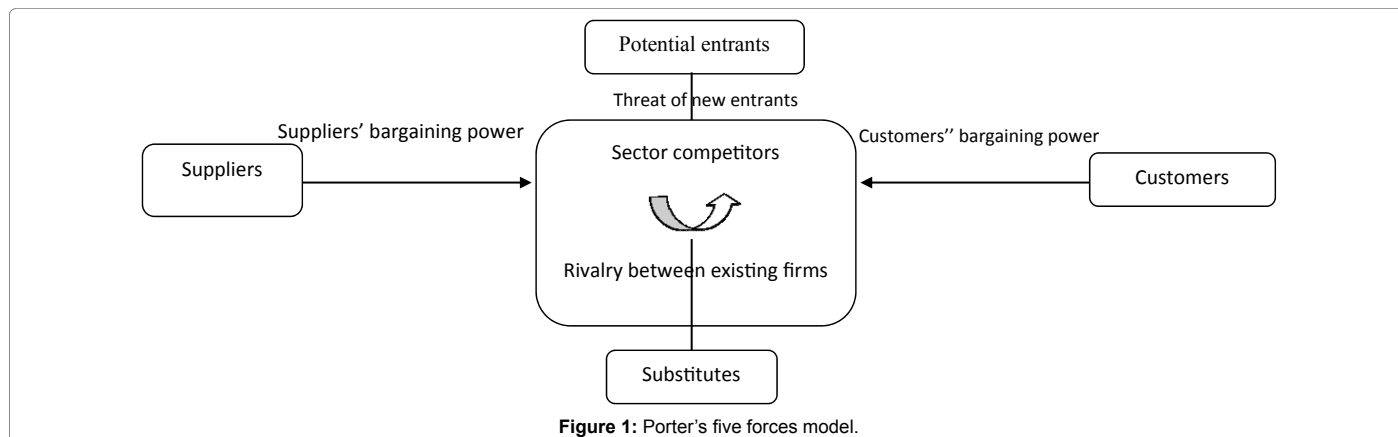 Potential entrants
Threat of new entrants
Suppliers’ bargaining power
Customers’’ bargaining power
Suppliers
Sector competitors
Customers
Rivalry between existing firms
Substitutes
Figure 1: Porter’s five forces model.